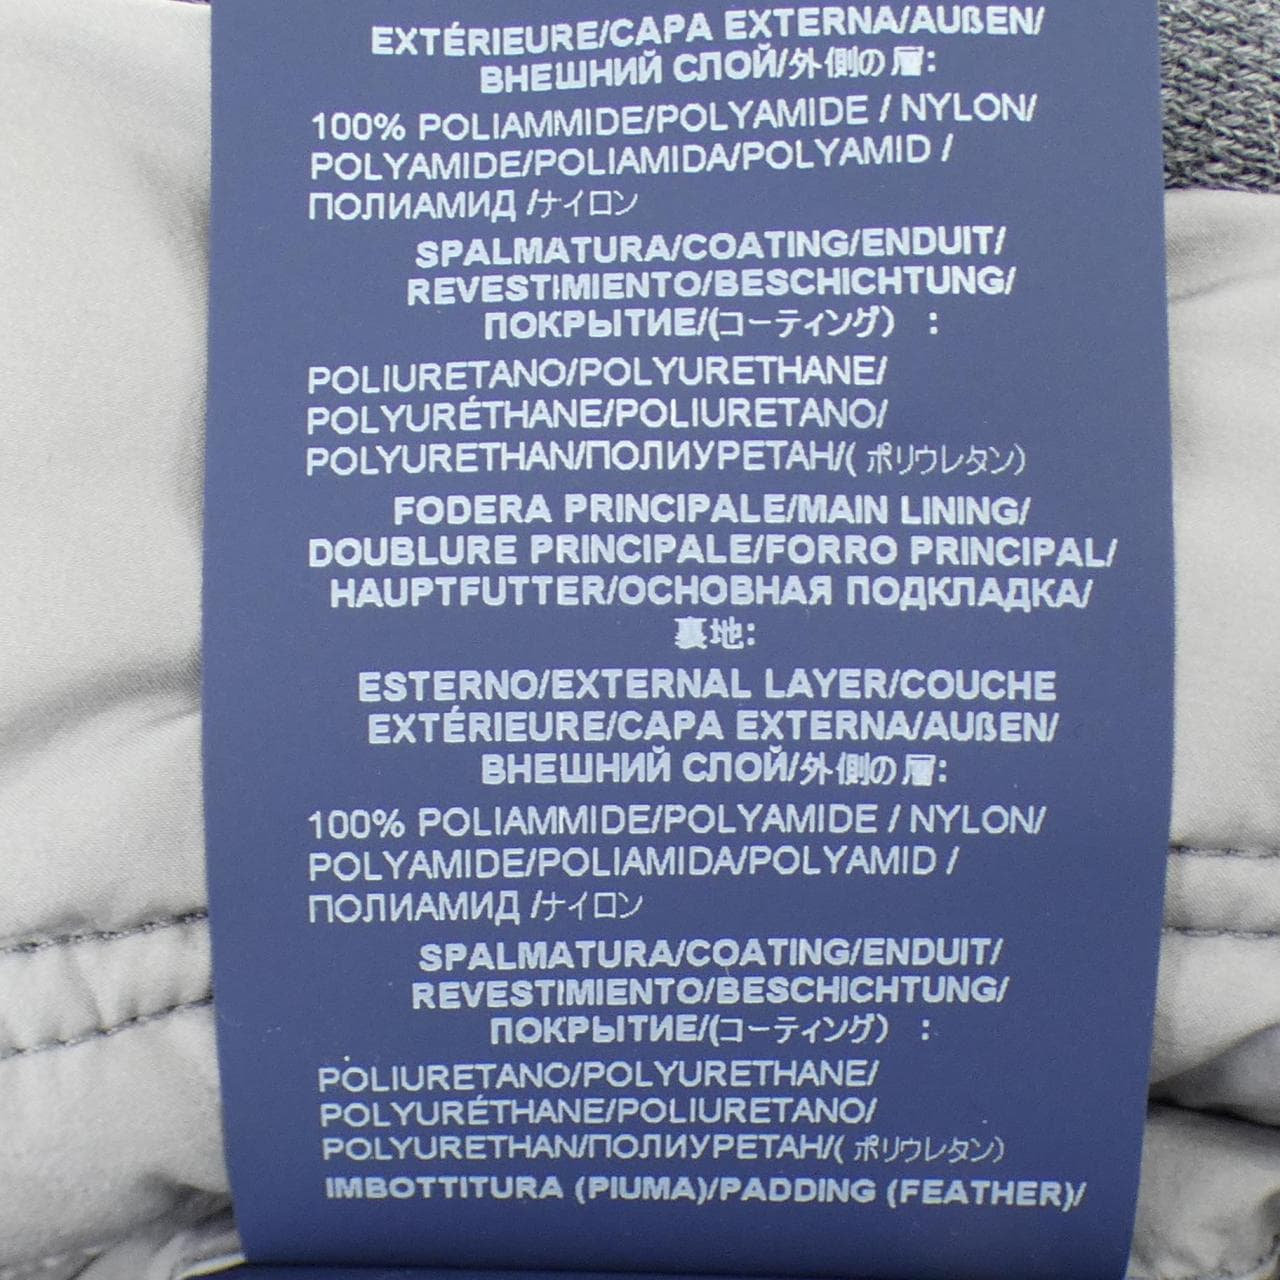 EXTÉRIEURE/CAPA EXTERNA/AUßEN/
ВНЕШНИЙ СЛОЙ/外側の層:
100% POLIAMMIDE/POLYAMIDE / NYLON/
POLYAMIDE/POLIAMIDA/POLYAMID /
ПОЛИАМИД /ナイロン
SPALMATURA/COATING/ENDUIT/
REVESTIMIENTO/BESCHICHTUNG/
ПОКРЫТИЕ/(コーティング) :
POLIURETANO/POLYURETHANE/
POLYURÉTHANE/POLIURETANO/
POLYURETHAN/ПОЛИУРЕТАН/( ポリウレタン)
FODERA PRINCIPALE/MAIN LINING/
DOUBLURE PRINCIPALE/FORRO PRINCIPAL/
HAUPTFUTTER/ОСНОВНАЯ ПОДКЛАДКА/
裏地:
ESTERNO/EXTERNAL LAYER/COUCHE
EXTÉRIEURE/CAPA EXTERNA/AUßEN/
ВНЕШНИЙ СЛОЙ/外側の層:
100% POLIAMMIDE/POLYAMIDE / NYLON/
POLYAMIDE/POLIAMIDA/POLYAMID /
ПОЛИАМИД /ナイロン
SPALMATURA/COATING/ENDUIT/
REVESTIMIENTO/BESCHICHTUNG/
ПОКРЫТИЕ/(コーティング) :
POLIURETANO/POLYURETHANE/
POLYURÉTHANE/POLIURETANO/
POLYURETHAN/ПОЛИУРЕТАН/( ポリウレタン)
IMBOTTITURA (PIUMA)/PADDING (FEATHER)/